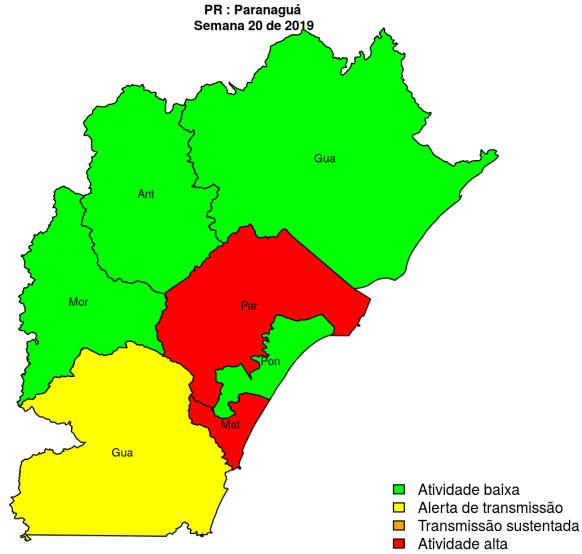 PR : Paranaguá
Semana 20 de 2019
Gua
Ant
Mor
Par
Pon
Mat
Gua
Atividade baixa
Alerta de transmissão
Transmissão sustentada
Atividade alta